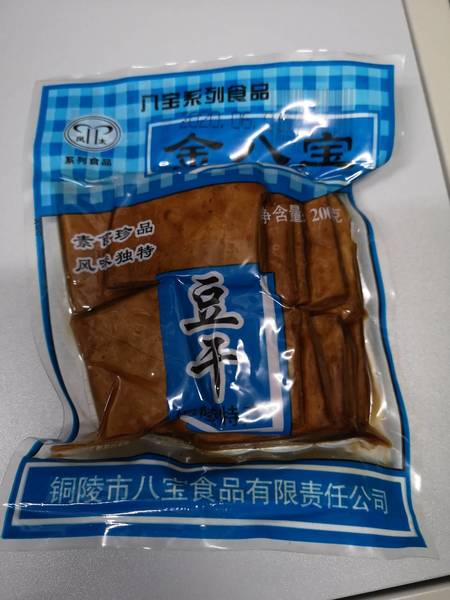 八宝系列食品
金八宝
系列食品
净含量:200克
素食珍品
风味独特
豆干
铜陵市八宝食品有限责任公司